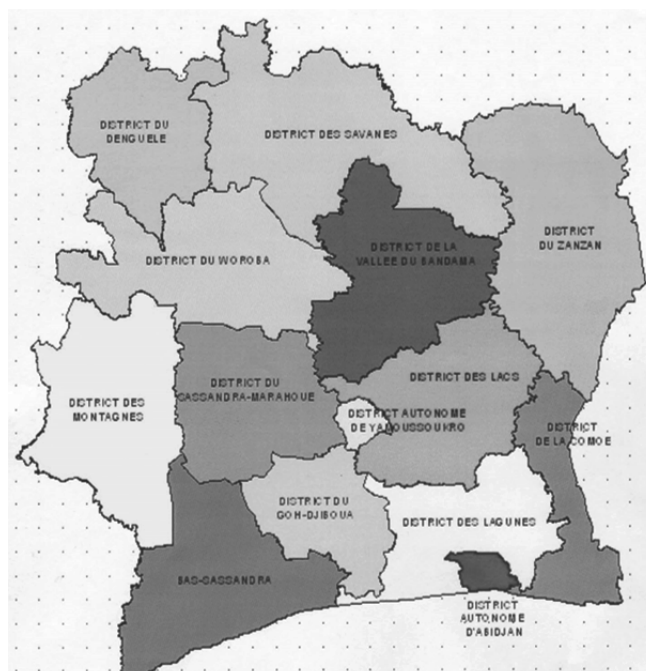 DISTRICT DU
DENGUELE
DISTRICT DES SAVANES
DISTRICT
DU ZANZAN
DISTRICT DU WOROBA
DISTRICT DE LA
VALLEE DU BANDAMA
DISTRICT DES
MONTAGNES
DISTRICT DU
SASSANDRA-MARAHOUE
DISTRICT DES LACS
DISTRICT AUTONOME
DE YAMOUSSOUKRO
DISTRICT
DE LA COMOE
DISTRICT DU
GOH-DJIBOUA
DISTRICT DES LAGUNES
BAS-SASSANDRA
DISTRICT
AUTONOME
D'ABIDJAN